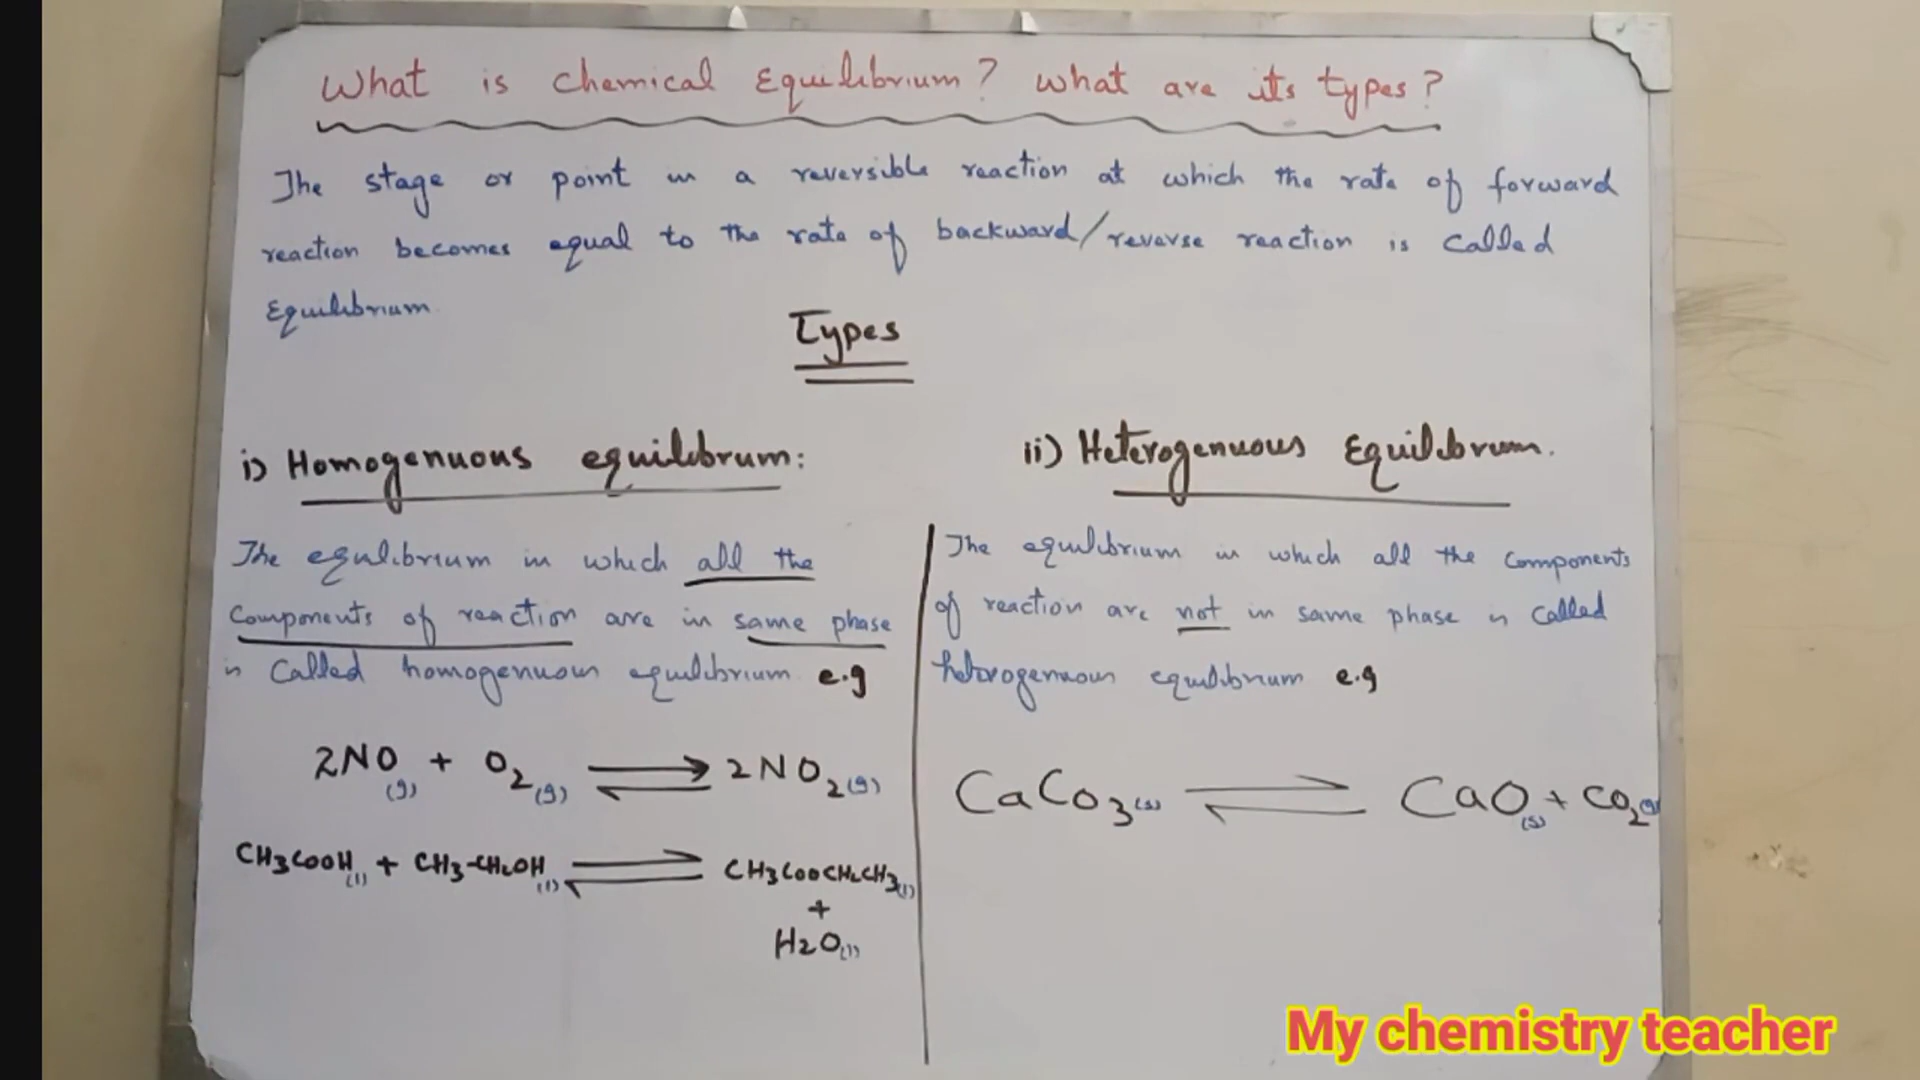 What is chemical Equilibrium? What are its types?
The stage or point in a reversible reaction at which the rate of forward
reaction becomes equal to the rate of backward/reverse reaction is called
Equilibrium
Types
i) Homogenuous equilibrum:
The equlibrium in which all the
Components of reaction are in same phase
is called homogenuous equilibrium e.g
2NO(g) + O2(g) ⇌ 2NO2(g)
CH3COOH(l) + CH3-CH2OH(l) ⇌ CH3COOCH2CH3(l)
+
H2O(l)
ii) Heterogenuous Equilibrum.
The equilibrium in which all the components
of reaction are not in same phase is called
heterogenuous equilibrium e.g
CaCO3(s) ⇌ CaO(s) + CO2(g)
My chemistry teacher